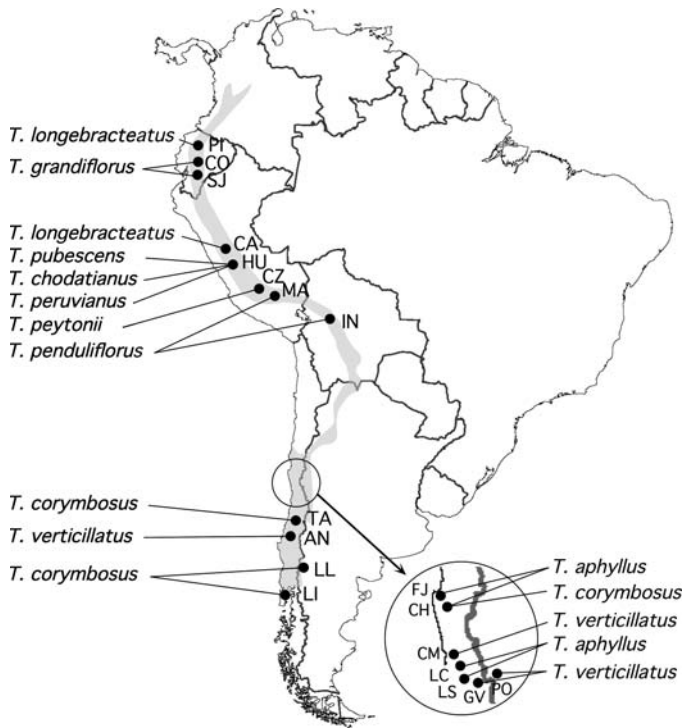 T. longebracteatus
PI
T. grandiflorus
CO
SJ
T. longebracteatus
CA
T. pubescens
HU
T. chodatianus
CZ
T. peruvianus
MA
T. peytonii
IN
T. penduliflorus
T. corymbosus
TA
T. verticillatus
AN
T. corymbosus
LL
LI
T. aphyllus
FJ
T. corymbosus
CH
T. verticillatus
CM
T. aphyllus
LC
T. verticillatus
LS
GV
PO